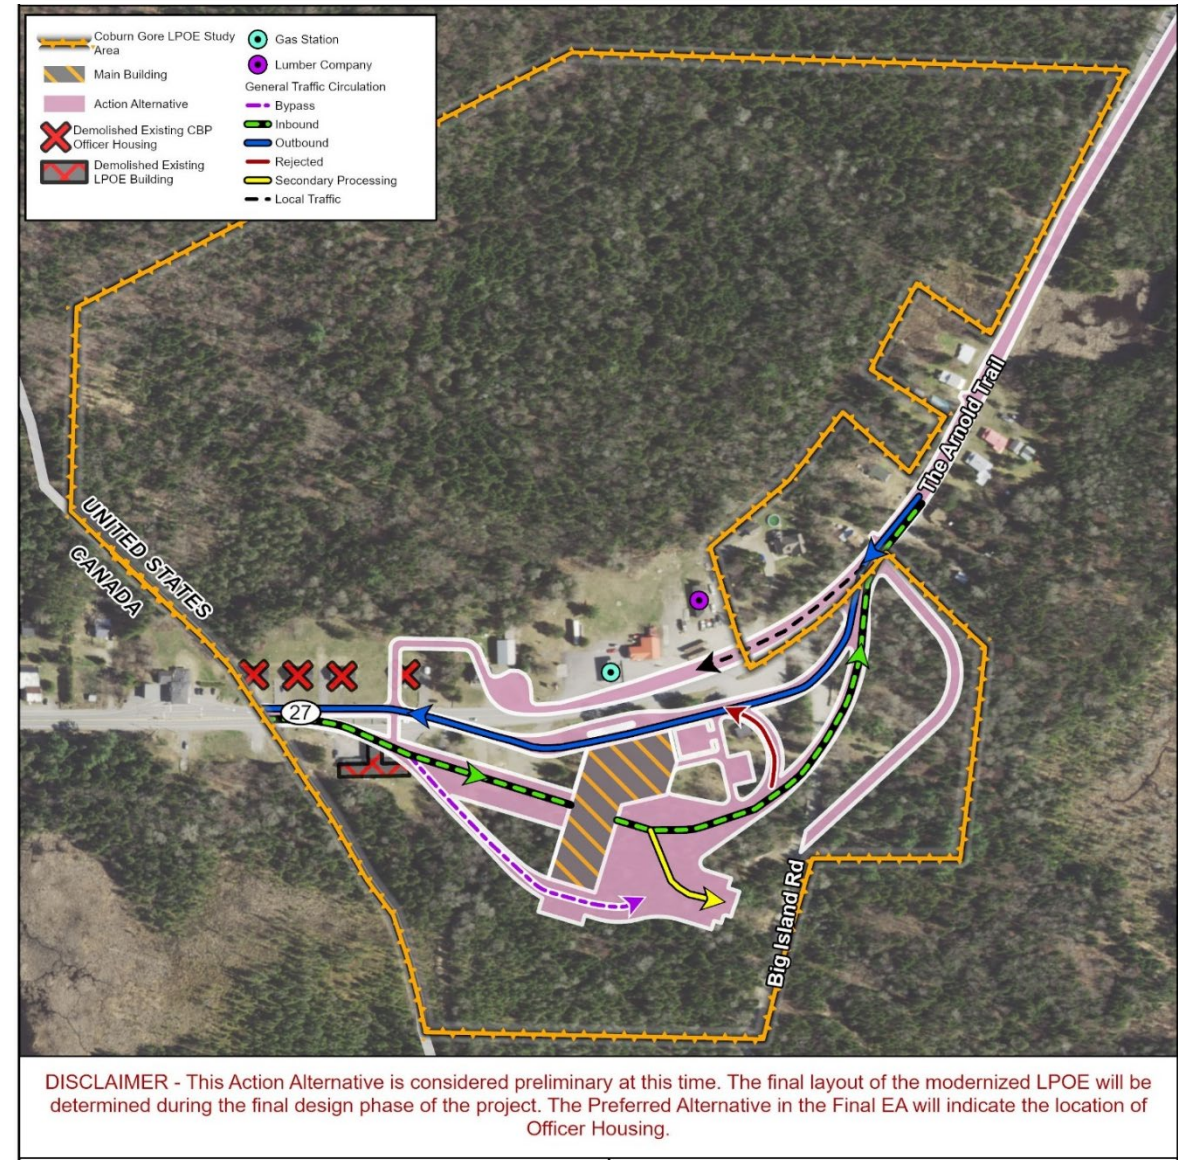 Coburn Gore LPOE Study
Area
Main Building
Action Alternative
Demolished Existing CBP
Officer Housing
Demolished Existing
LPOE Building
Gas Station
Lumber Company
General Traffic Circulation
Bypass
Inbound
Outbound
Rejected
Secondary Processing
Local Traffic
The Arnold Trail
UNITED STATES
CANADA
27
Big Island Rd
DISCLAIMER - This Action Alternative is considered preliminary at this time. The final layout of the modernized LPOE will be
determined during the final design phase of the project. The Preferred Alternative in the Final EA will indicate the location of
Officer Housing.